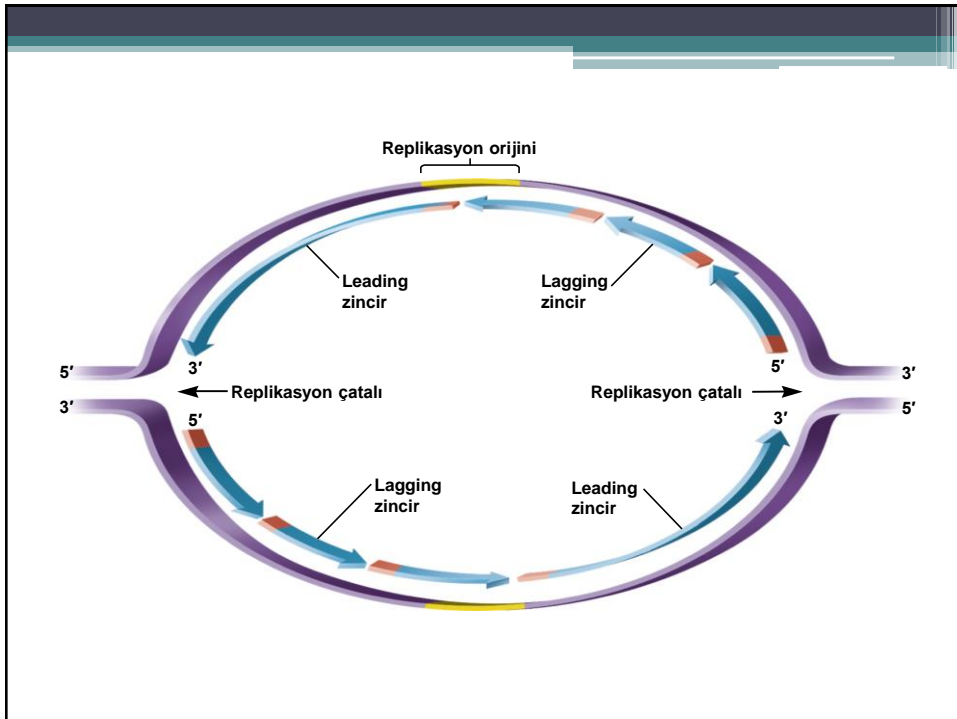 Replikasyon orijini
Leading
zincir
Lagging
zincir
5′
3′
5′
3′
Replikasyon çatalı
Replikasyon çatalı
3′
5′
5′
3′
Lagging
zincir
Leading
zincir